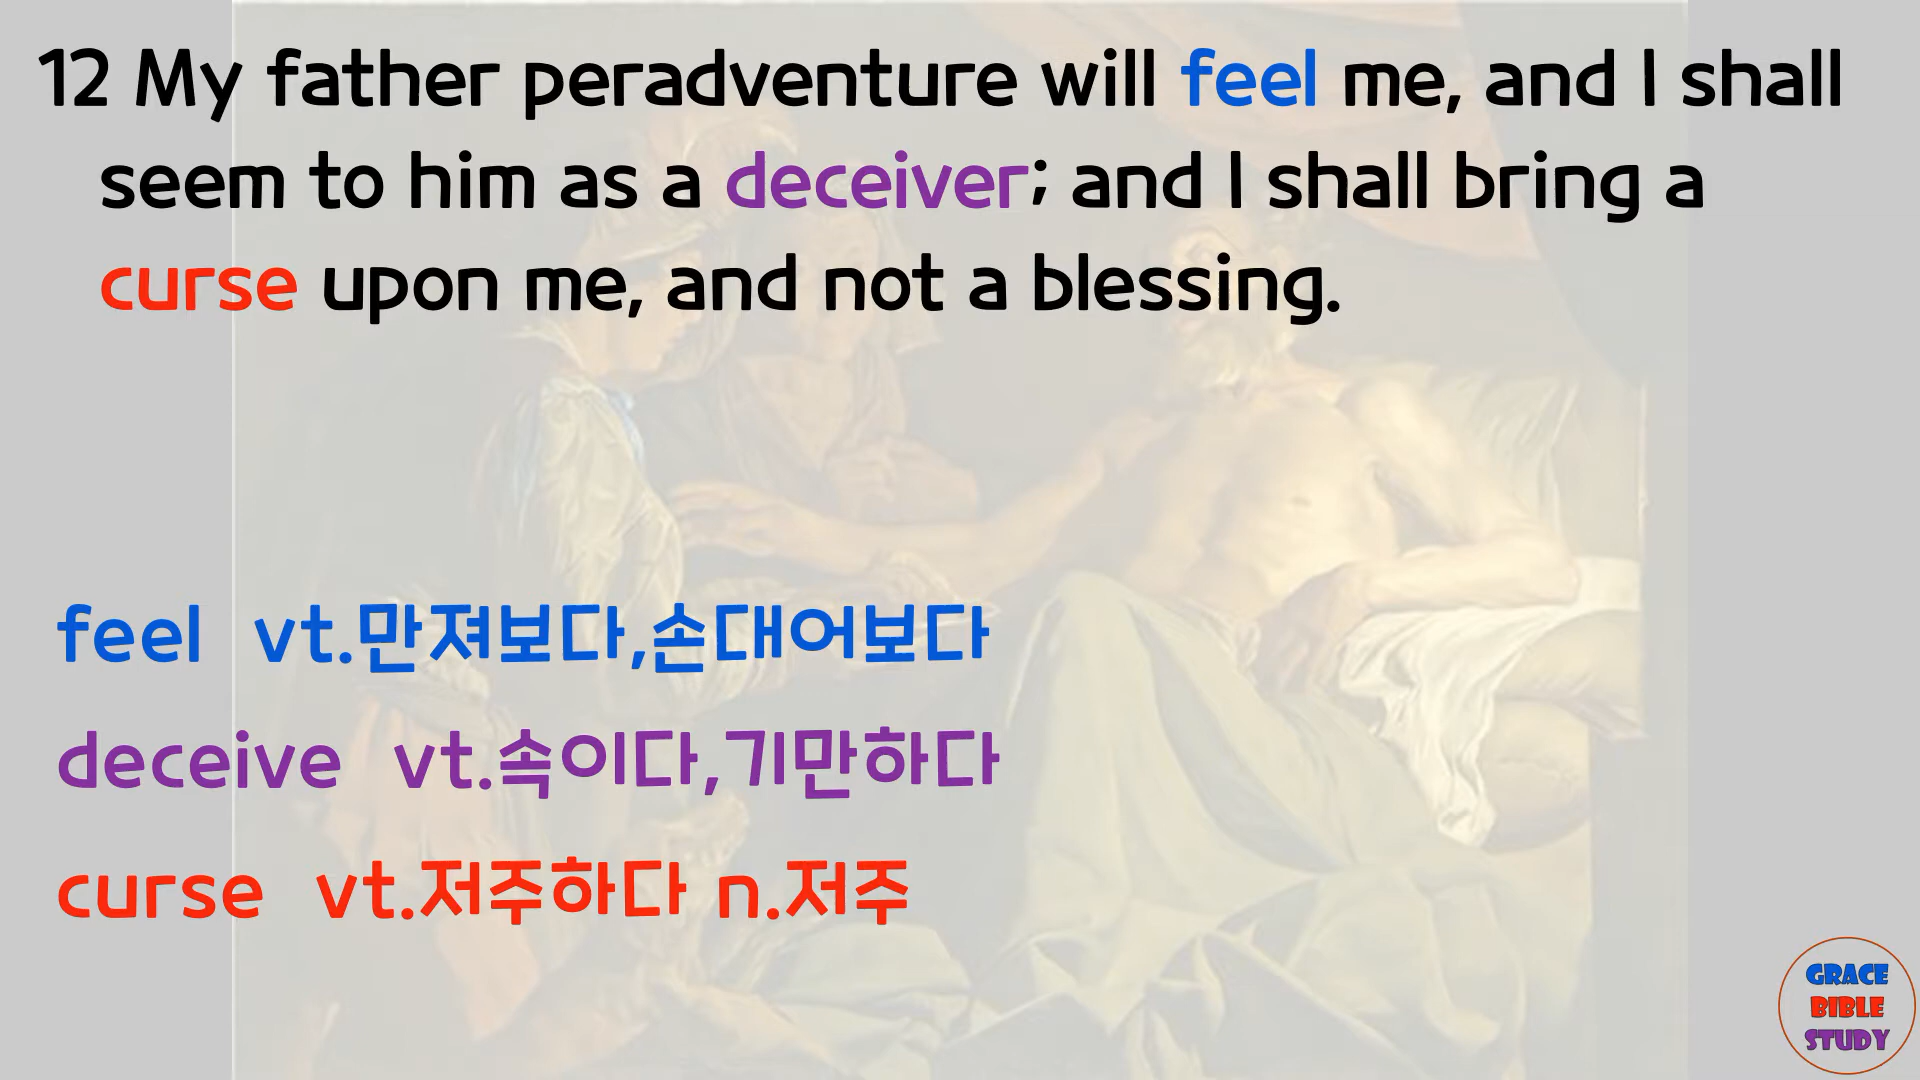 12 My father peradventure will feel me, and I shall
seem to him as a deceiver; and I shall bring a
curse upon me, and not a blessing.
feel vt.만져보다,손대어보다
deceive vt.속이다,기만하다
curse vt.저주하다 n.저주
GRACE
BIBLE
STUDY